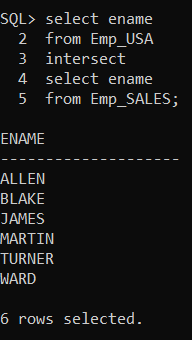 SQL> select ename
  2  from Emp_USA
  3  intersect
  4  select ename
  5  from Emp_SALES;
ENAME
--------------------
ALLEN
BLAKE
JAMES
MARTIN
TURNER
WARD
6 rows selected.